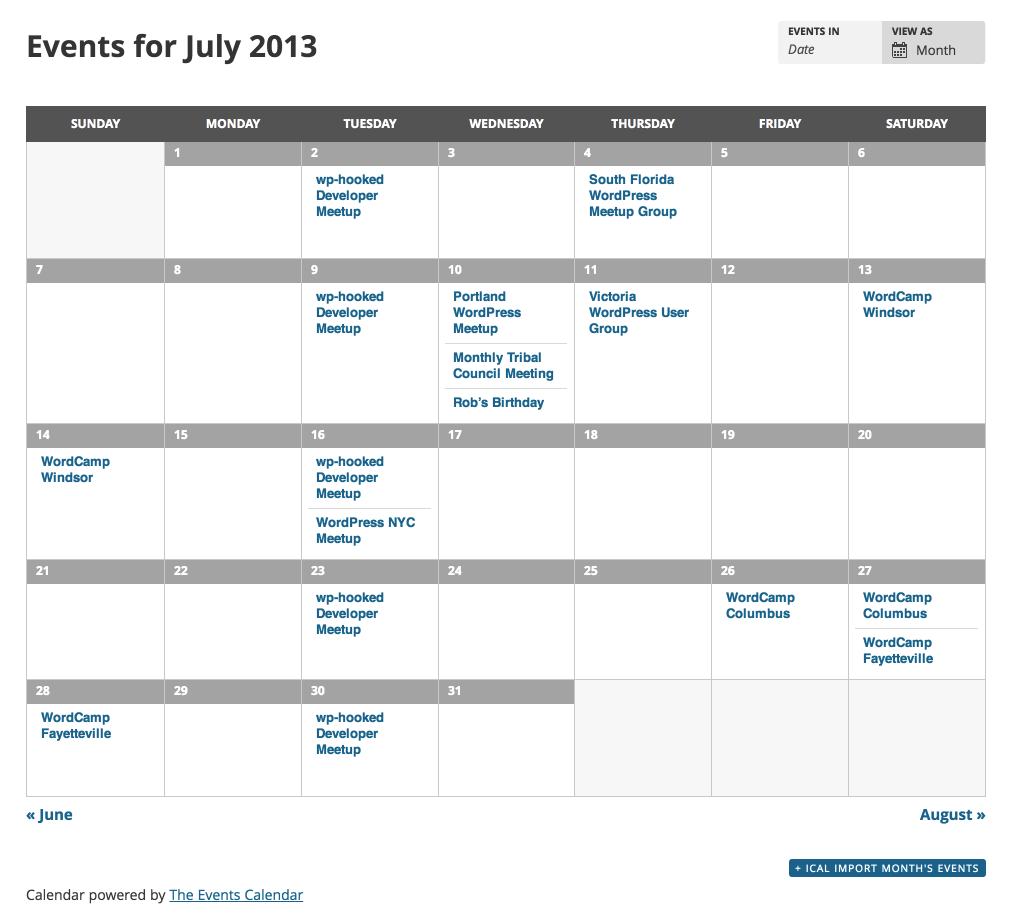 Events for July 2013
EVENTS IN
Date
VIEW AS
Month
SUNDAY MONDAY TUESDAY WEDNESDAY THURSDAY FRIDAY SATURDAY
1 2 3 4 5 6
wp-hooked
Developer
Meetup
South Florida
WordPress
Meetup Group
7 8 9 10 11 12 13
wp-hooked
Developer
Meetup
Portland
WordPress
Meetup
Monthly Tribal
Council Meeting
Rob’s Birthday
Victoria
WordPress User
Group
WordCamp
Windsor
14 15 16 17 18 19 20
WordCamp
Windsor
wp-hooked
Developer
Meetup
WordPress NYC
Meetup
21 22 23 24 25 26 27
wp-hooked
Developer
Meetup
WordCamp
Columbus
WordCamp
Columbus
WordCamp
Fayetteville
28 29 30 31
WordCamp
Fayetteville
wp-hooked
Developer
Meetup
« June
August »
+ ICAL IMPORT MONTH'S EVENTS
Calendar powered by The Events Calendar